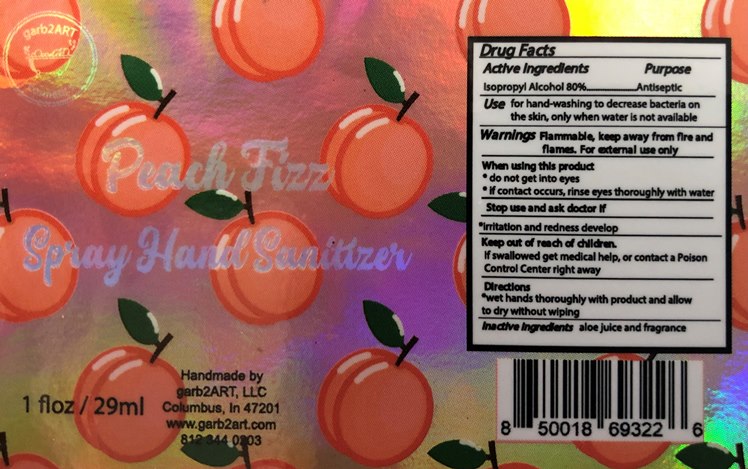 garb2ART
Peach Fizz
Spray Hand Sanitizer
1 floz / 29ml
Handmade by
garb2ART, LLC
Columbus, In 47201
www.garb2art.com
812 344 0203
Drug Facts
Active Ingredients Purpose
Isopropyl Alcohol 80%..................Antiseptic
Use for hand-washing to decrease bacteria on
the skin, only when water is not available
Warnings Flammable, keep away from fire and
flames. For external use only
When using this product
* do not get into eyes
* if contact occurs, rinse eyes thoroughly with water
Stop use and ask doctor if
*irritation and redness develop
Keep out of reach of children.
If swallowed get medical help, or contact a Poison
Control Center right away
Directions
*wet hands thoroughly with product and allow
to dry without wiping
Inactive Ingredients aloe juice and fragrance
8 50018 69322 6